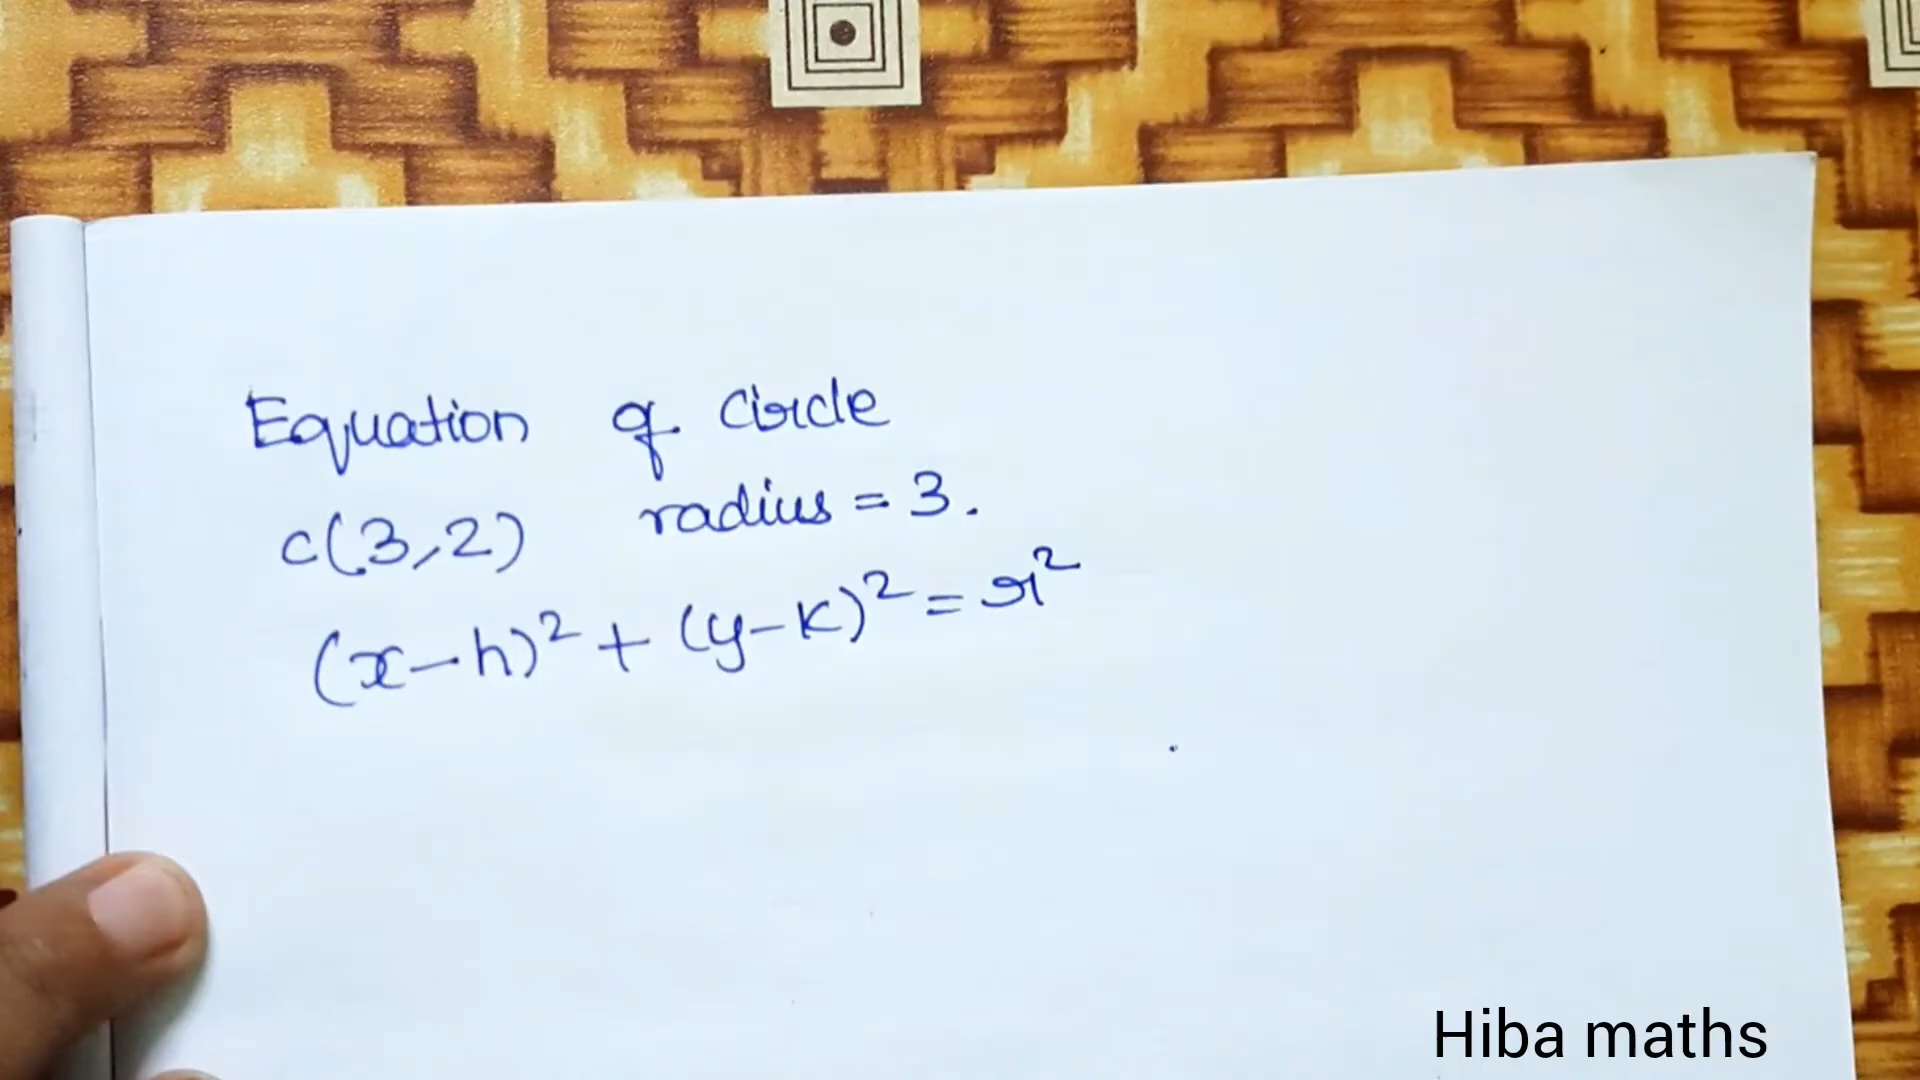 Equation of circle
c(3,2) radius = 3.
(x-h)² + (y-k)² = r²
Hiba maths